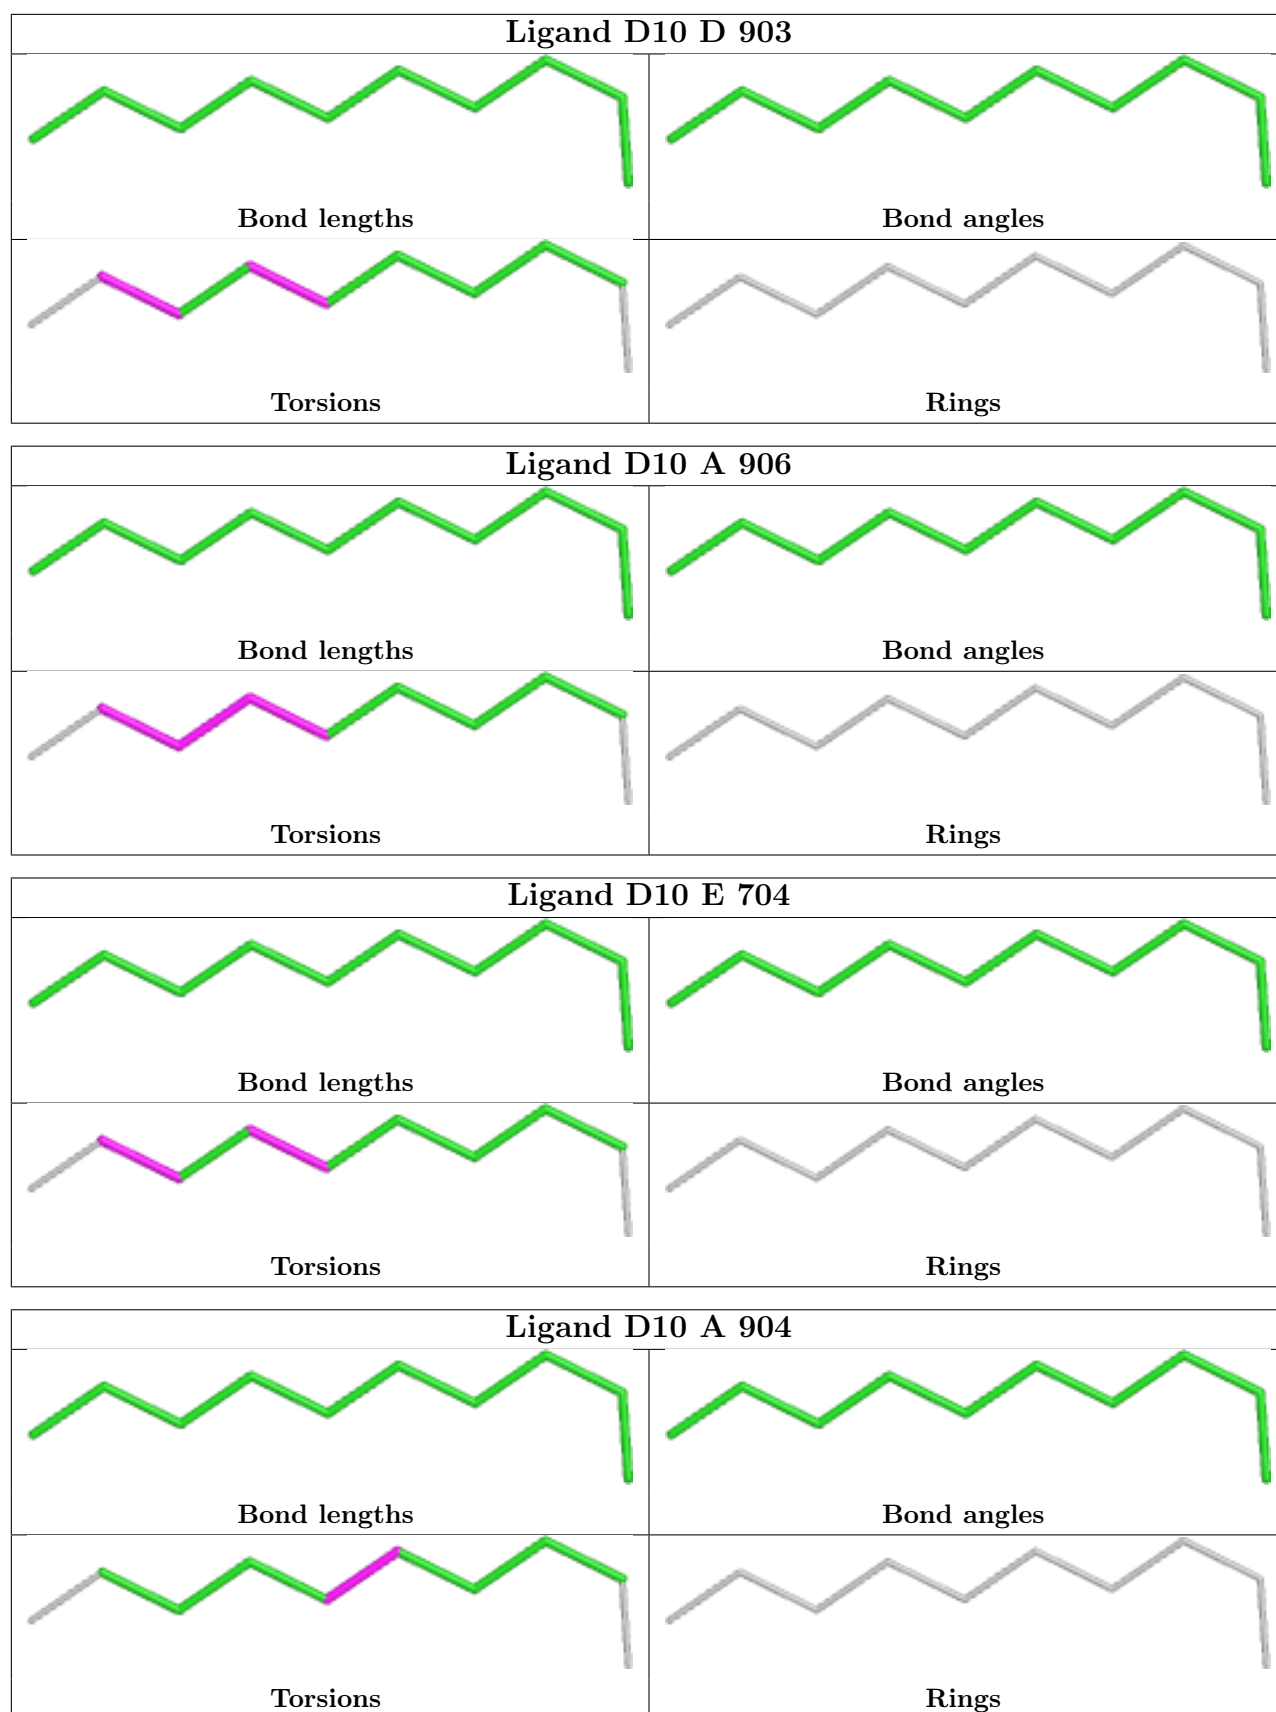 Ligand D10 D 903
Bond lengths
Bond angles
Torsions
Rings
Ligand D10 A 906
Bond lengths
Bond angles
Torsions
Rings
Ligand D10 E 704
Bond lengths
Bond angles
Torsions
Rings
Ligand D10 A 904
Bond lengths
Bond angles
Torsions
Rings